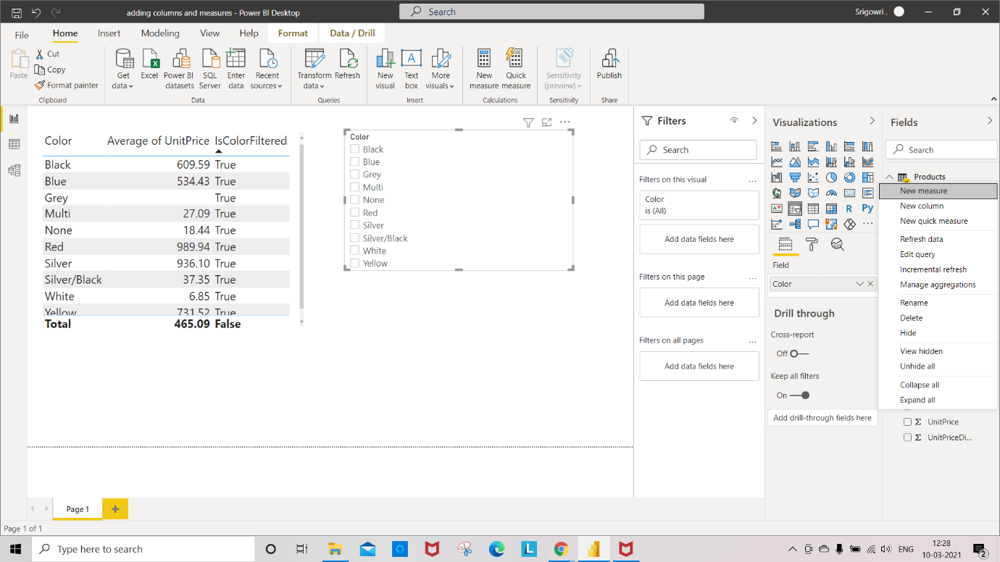 adding columns and measures - Power BI Desktop
Search
Srigowri .
File Home Insert Modeling View Help Format Data / Drill
Paste
Cut
Copy
Format painter
Clipboard
Get data
Excel
Power BI datasets
SQL Server
Enter data
Recent sources
Data
Transform data
Refresh
Queries
New visual
Text box
More visuals
Insert
New measure
Quick measure
Calculations
Sensitivity (preview)
Sensitivity
Publish
Share
Color Average of UnitPrice IsColorFiltered
Black 609.59 True
Blue 534.43 True
Grey True
Multi 27.09 True
None 18.44 True
Red 989.94 True
Silver 936.10 True
Silver/Black 37.35 True
White 6.85 True
Yellow 731.52 True
Total 465.09 False
Color
Black
Blue
Grey
Multi
None
Red
Silver
Silver/Black
White
Yellow
Filters
Search
Filters on this visual ...
Color
is (All)
Add data fields here
Filters on this page ...
Add data fields here
Filters on all pages ...
Add data fields here
Visualizations
R Py
Field
Color
Drill through
Cross-report
Off
Keep all filters
On
Add drill-through fields here
Fields
Search
Products
New measure
New column
New quick measure
Refresh data
Edit query
Incremental refresh
Manage aggregations
Rename
Delete
Hide
View hidden
Unhide all
Collapse all
Expand all
Σ UnitPrice
Σ UnitPriceDi...
Page 1
+
Page 1 of 1
Type here to search
L
ENG
12:28
10-03-2021
2